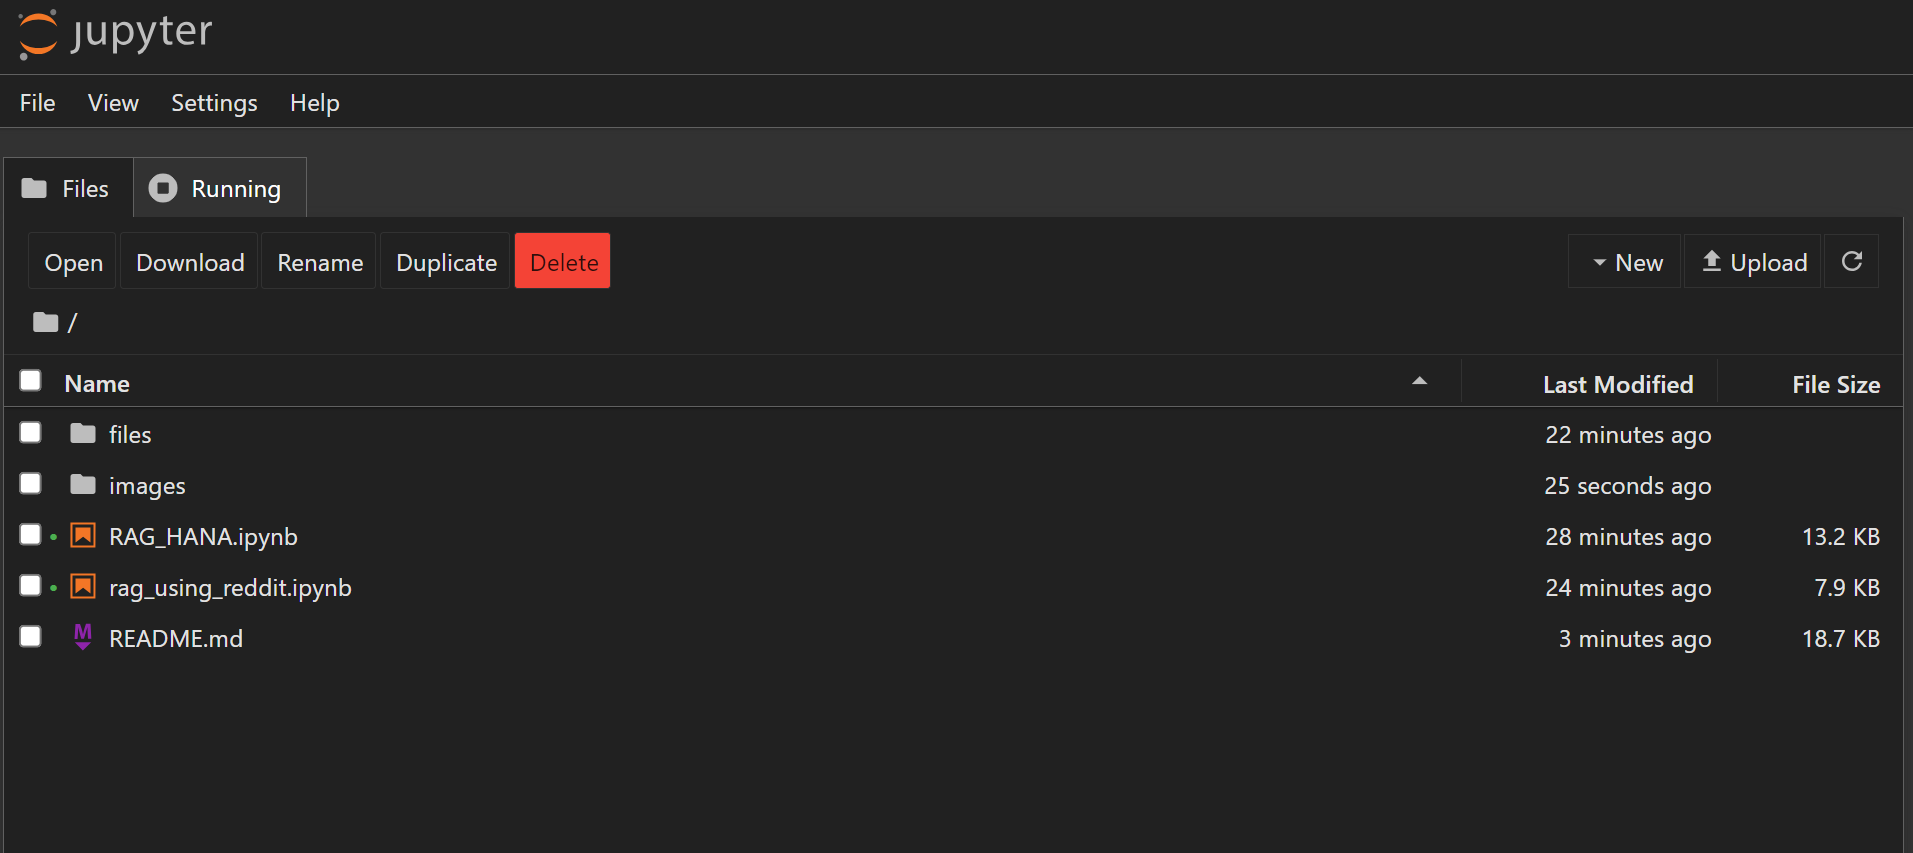 jupyter
File View Settings Help
Files Running
Open Download Rename Duplicate Delete New Upload
/
Name Last Modified File Size
files 22 minutes ago
images 25 seconds ago
RAG_HANA.ipynb 28 minutes ago 13.2 KB
rag_using_reddit.ipynb 24 minutes ago 7.9 KB
M README.md 3 minutes ago 18.7 KB